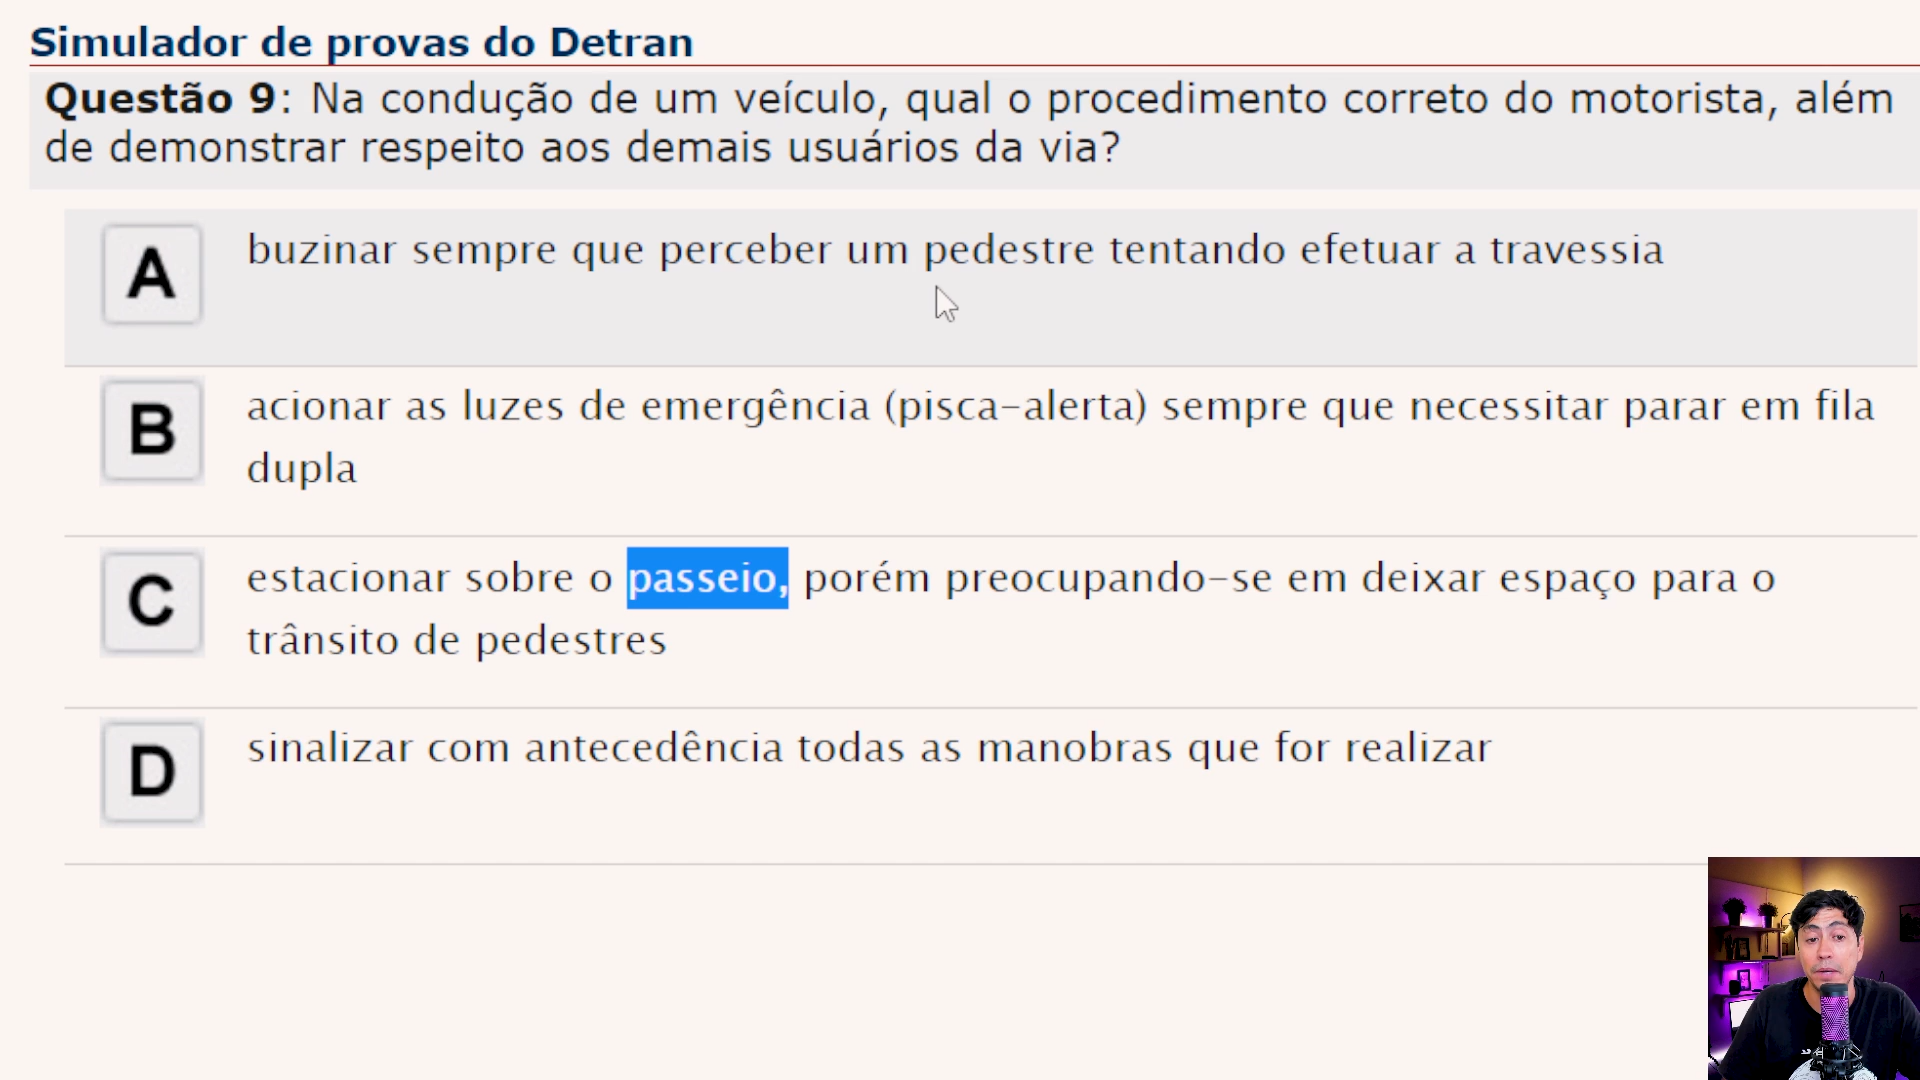 Simulador de provas do Detran
Questão 9: Na condução de um veículo, qual o procedimento correto do motorista, além
de demonstrar respeito aos demais usuários da via?
A
buzinar sempre que perceber um pedestre tentando efetuar a travessia
B
acionar as luzes de emergência (pisca-alerta) sempre que necessitar parar em fila
dupla
C
estacionar sobre o passeio, porém preocupando-se em deixar espaço para o
trânsito de pedestres
D
sinalizar com antecedência todas as manobras que for realizar